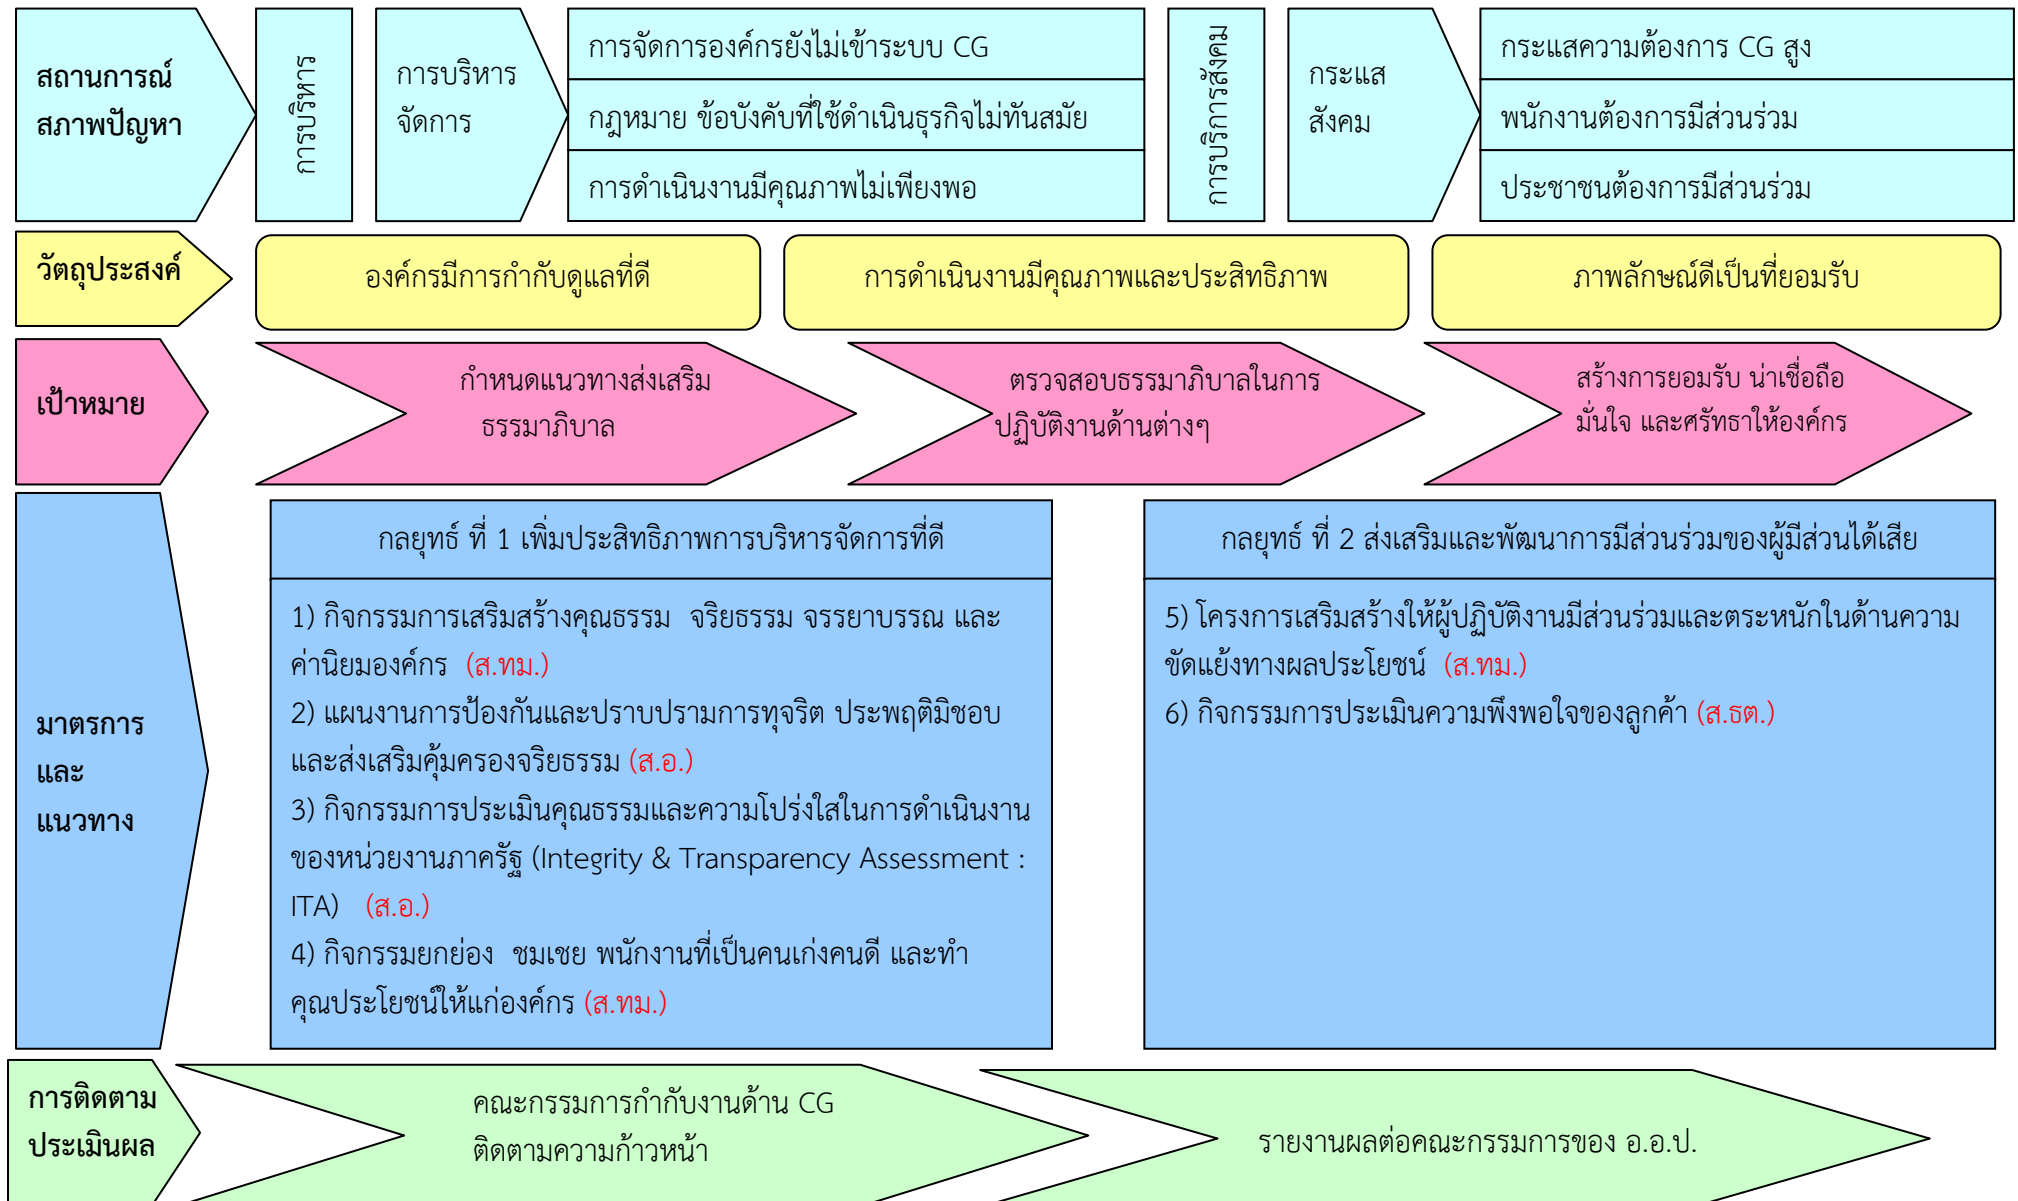 สถานการณ์
สภาพปัญหา
การบริหาร
การบริหาร
จัดการ
การจัดการองค์กรยังไม่เข้าระบบ CG
กฎหมาย ข้อบังคับที่ใช้ดำเนินธุรกิจไม่ทันสมัย
การดำเนินงานมีคุณภาพไม่เพียงพอ
การบริการสังคม
กระแส
สังคม
กระแสความต้องการ CG สูง
พนักงานต้องการมีส่วนร่วม
ประชาชนต้องการมีส่วนร่วม
วัตถุประสงค์
องค์กรมีการกำกับดูแลที่ดี
การดำเนินงานมีคุณภาพและประสิทธิภาพ
ภาพลักษณ์ดีเป็นที่ยอมรับ
เป้าหมาย
กำหนดแนวทางส่งเสริม
ธรรมาภิบาล
ตรวจสอบธรรมาภิบาลในการ
ปฏิบัติงานด้านต่างๆ
สร้างการยอมรับ น่าเชื่อถือ
มั่นใจ และศรัทธาให้องค์กร
มาตรการ
และ
แนวทาง
กลยุทธ์ ที่ 1 เพิ่มประสิทธิภาพการบริหารจัดการที่ดี
1) กิจกรรมการเสริมสร้างคุณธรรม จริยธรรม จรรยาบรรณ และ
ค่านิยมองค์กร (ส.ทม.)
2) แผนงานการป้องกันและปราบปรามการทุจริต ประพฤติมิชอบ
และส่งเสริมคุ้มครองจริยธรรม (ส.อ.)
3) กิจกรรมการประเมินคุณธรรมและความโปร่งใสในการดำเนินงาน
ของหน่วยงานภาครัฐ (Integrity & Transparency Assessment :
ITA) (ส.อ.)
4) กิจกรรมยกย่อง ชมเชย พนักงานที่เป็นคนเก่งคนดี และทำ
คุณประโยชน์ให้แก่องค์กร (ส.ทม.)
กลยุทธ์ ที่ 2 ส่งเสริมและพัฒนาการมีส่วนร่วมของผู้มีส่วนได้เสีย
5) โครงการเสริมสร้างให้ผู้ปฏิบัติงานมีส่วนร่วมและตระหนักในด้านความ
ขัดแย้งทางผลประโยชน์ (ส.ทม.)
6) กิจกรรมการประเมินความพึงพอใจของลูกค้า (ส.ธต.)
การติดตาม
ประเมินผล
คณะกรรมการกำกับงานด้าน CG
ติดตามความก้าวหน้า
รายงานผลต่อคณะกรรมการของ อ.อ.ป.